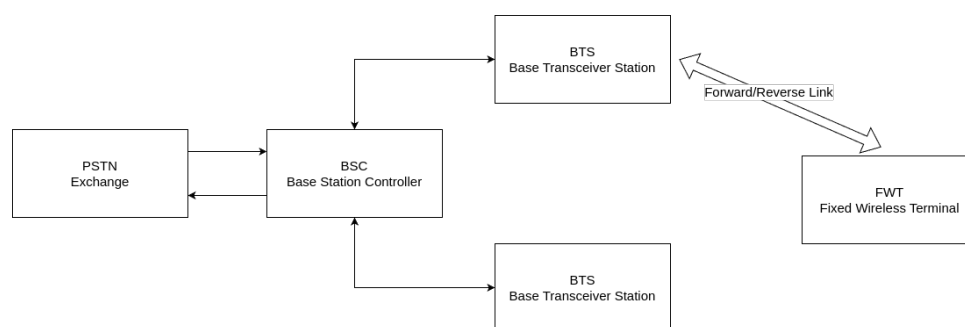 BTS
Base Transceiver Station
Forward/Reverse Link
PSTN
Exchange
BSC
Base Station Controller
FWT
Fixed Wireless Terminal
BTS
Base Transceiver Station